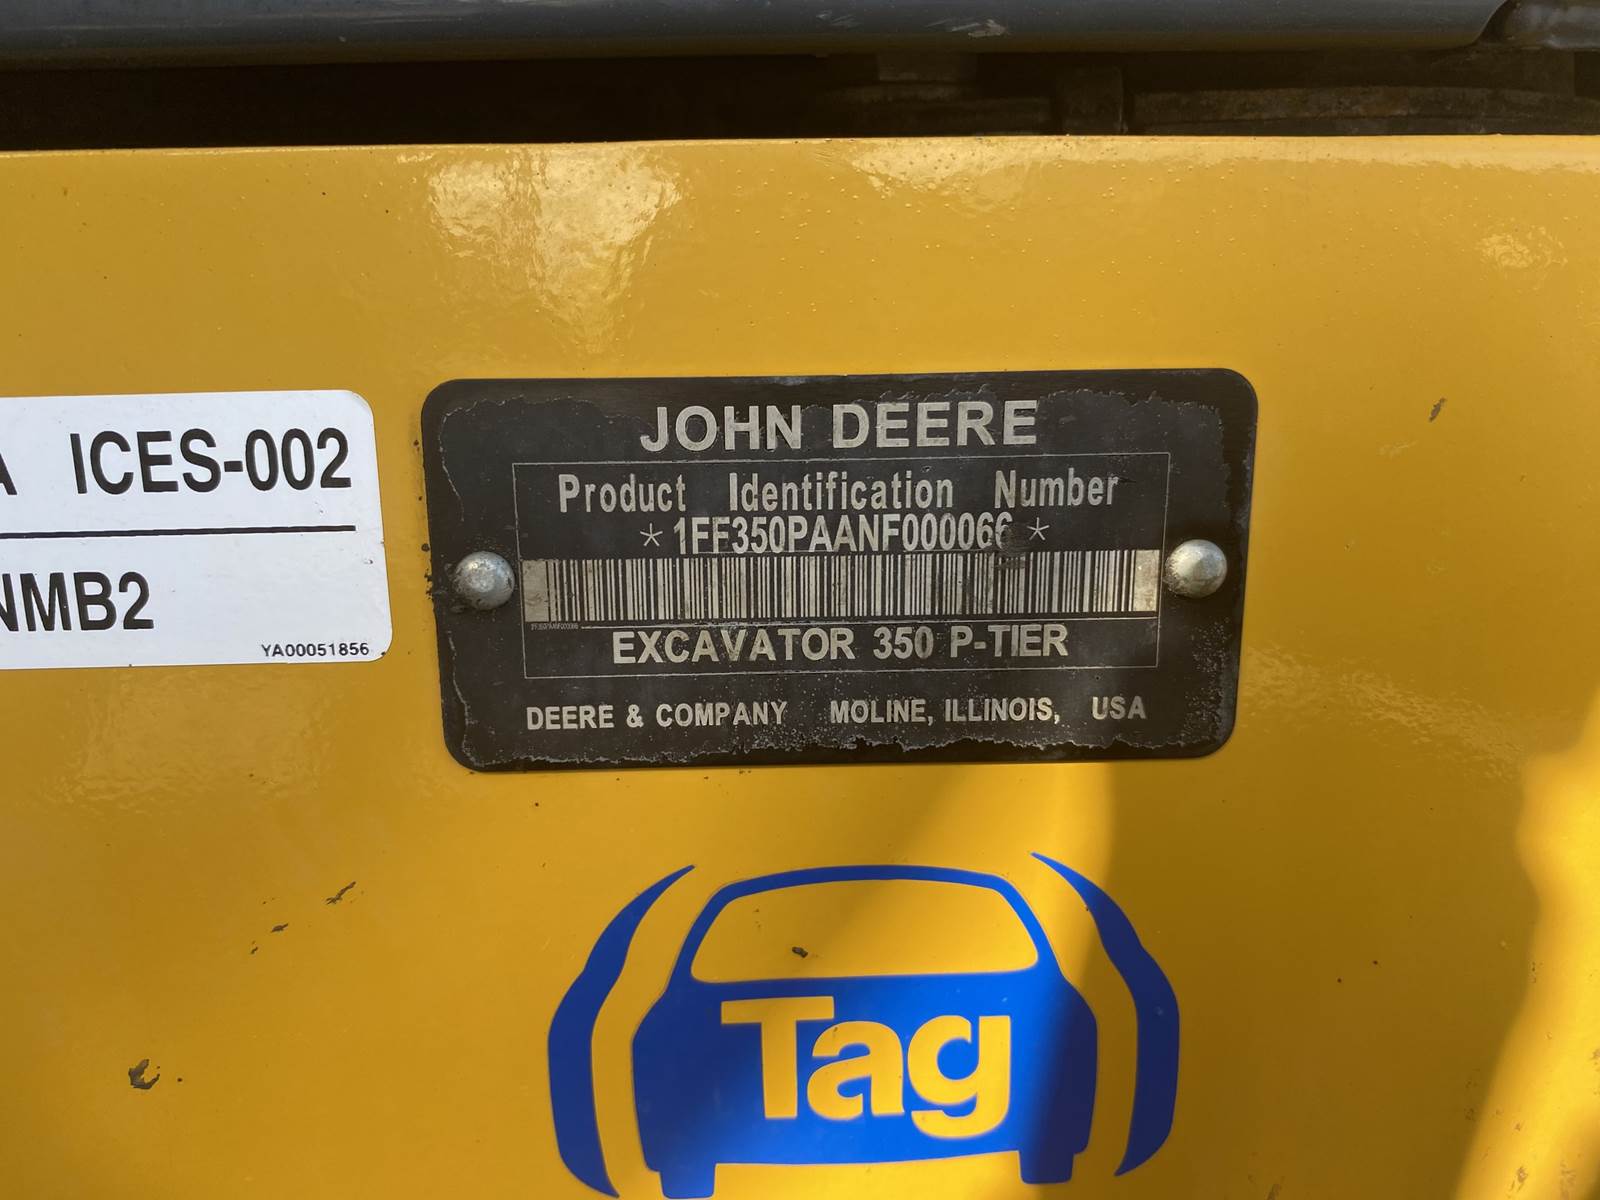 A ICES-002
NMB2
YA00051856
JOHN DEERE
Product Identification Number
* 1FF350PAANF000066 *
EXCAVATOR 350 P-TIER
DEERE & COMPANY MOLINE, ILLINOIS, USA
Tag